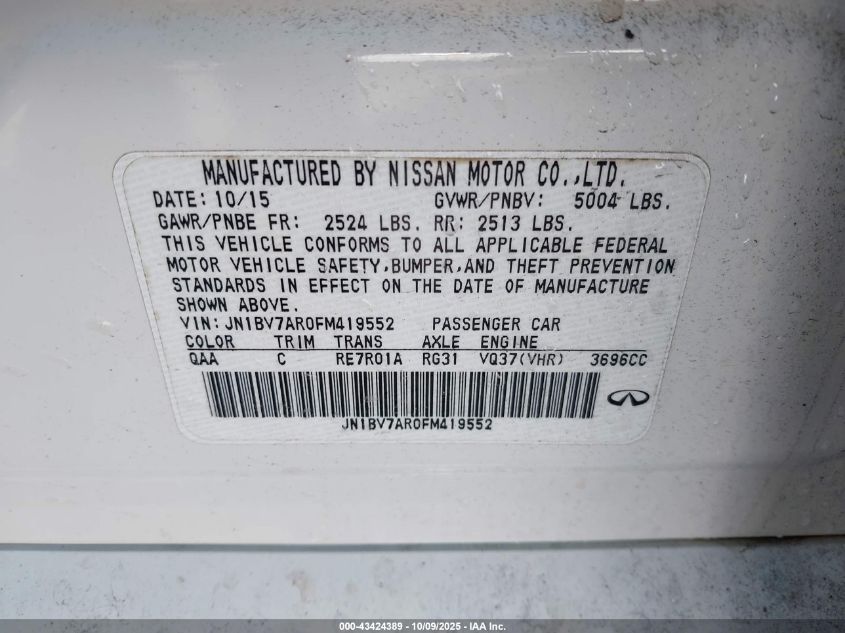 MANUFACTURED BY NISSAN MOTOR CO.,LTD.
DATE: 10/15 GVWR/PNBV: 5004 LBS.
GAWR/PNBE FR: 2524 LBS. RR: 2513 LBS.
THIS VEHICLE CONFORMS TO ALL APPLICABLE FEDERAL
MOTOR VEHICLE SAFETY,BUMPER,AND THEFT PREVENTION
STANDARDS IN EFFECT ON THE DATE OF MANUFACTURE
SHOWN ABOVE.
VIN: JN1BV7AR0FM419552 PASSENGER CAR
COLOR TRIM TRANS AXLE ENGINE
QAA C RE7R01A RG31 VQ37(VHR) 3696CC
JN1BV7AR0FM419552
000-43424389 - 10/09/2025 - IAA Inc.